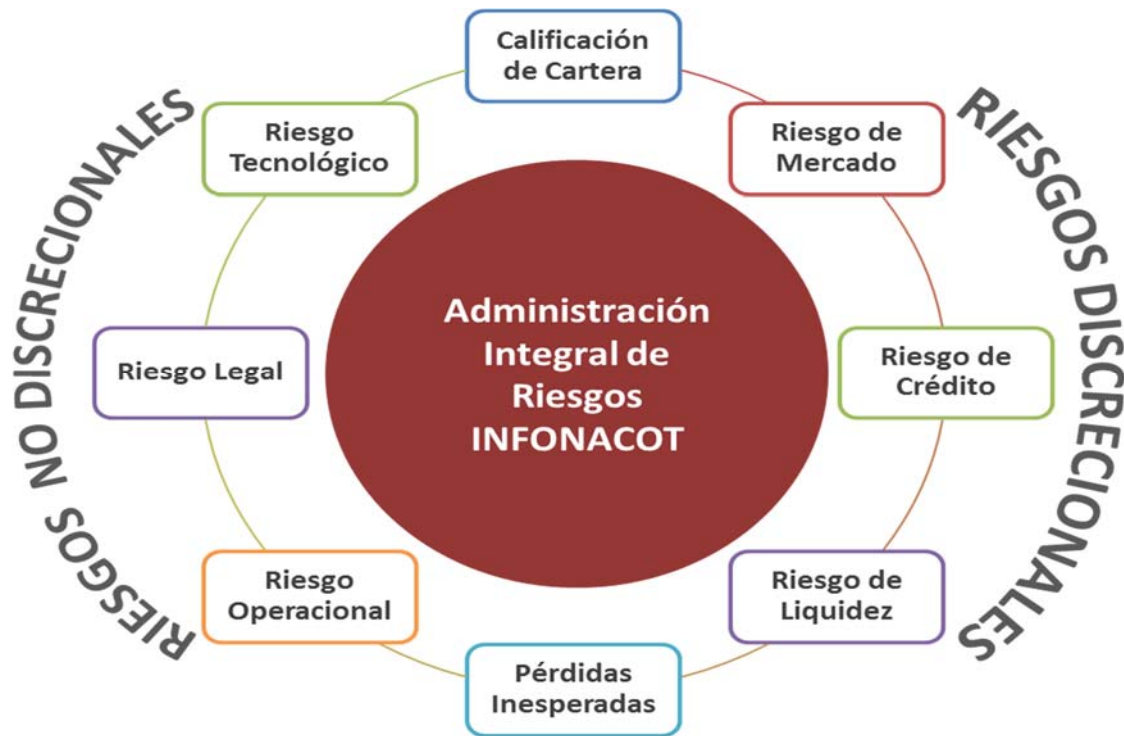 Calificación
de Cartera
Riesgo de
Mercado
Riesgo de
Crédito
Riesgo de
Liquidez
Pérdidas
Inesperadas
Riesgo
Operacional
Riesgo Legal
Riesgo
Tecnológico
Administración
Integral de
Riesgos
INFONACOT
RIESGOS NO DISCRECIONALES
RIESGOS DISCRECIONALES